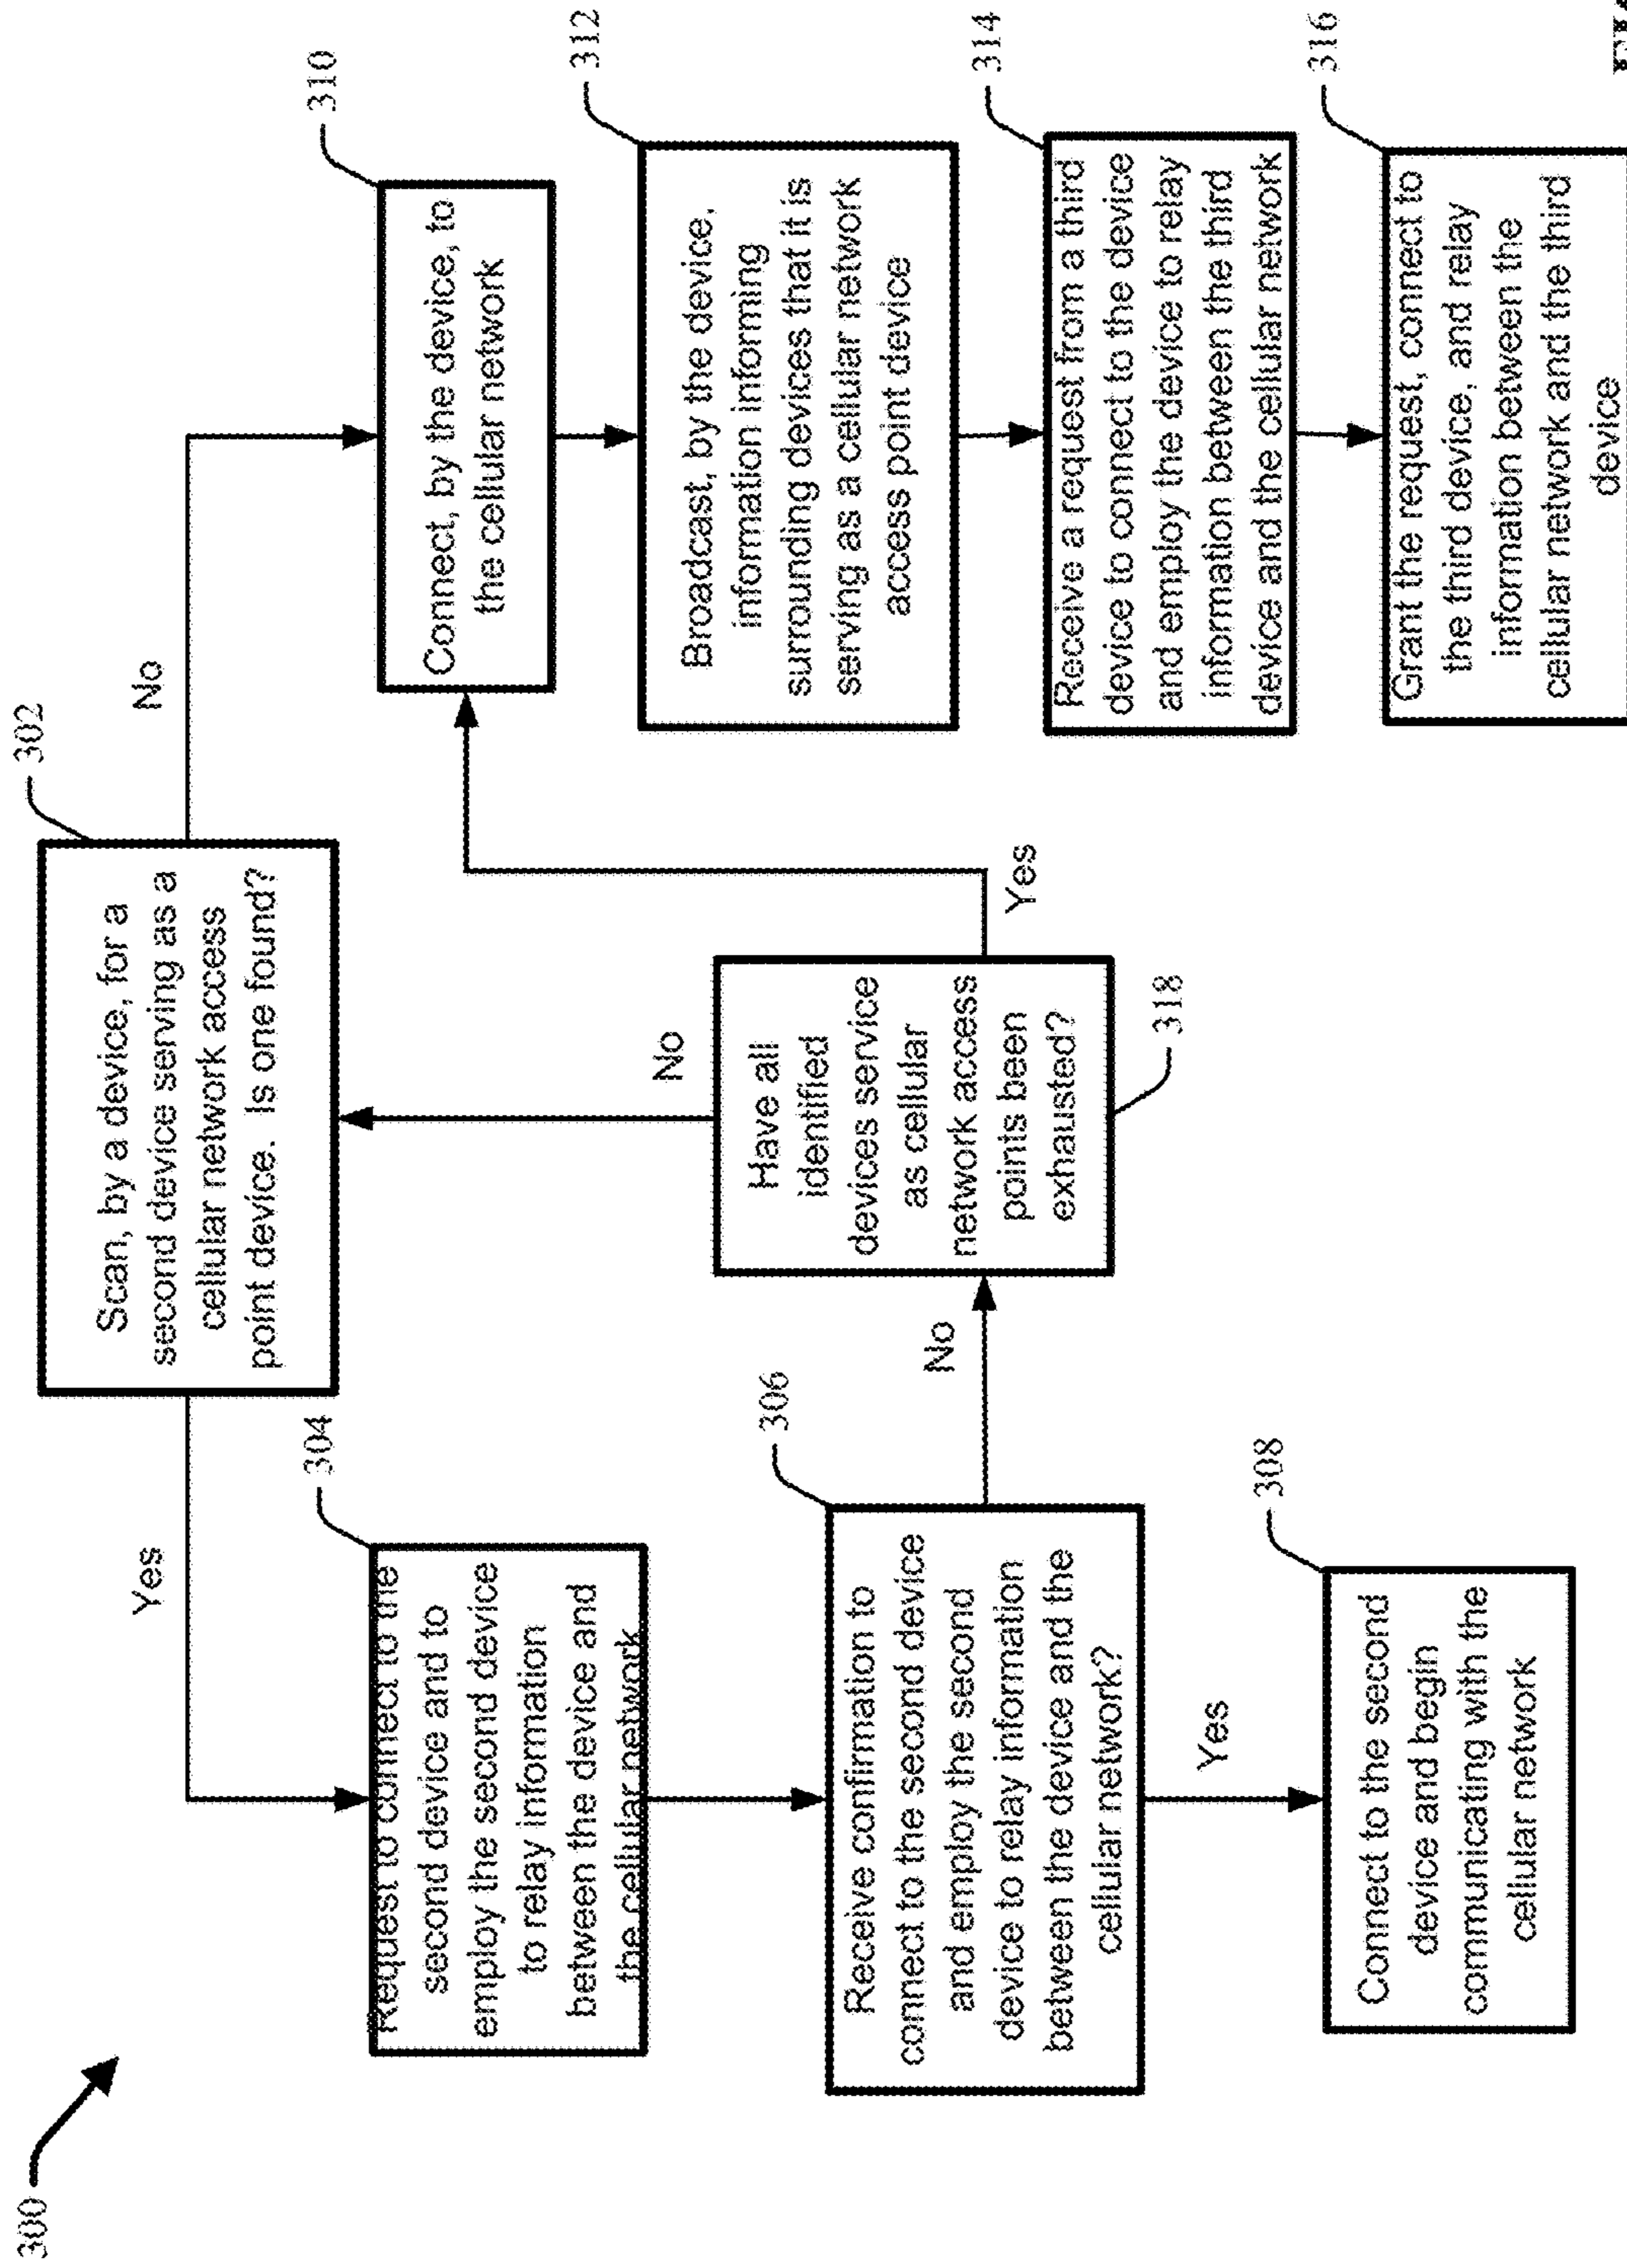 300
302
Scan, by a device, for a
second device serving as a
cellular network access
point device. Is one found?
Yes
No
304
Request to connect to the
second device and to
employ the second device
to relay information
between the device and
the cellular network
306
Receive confirmation to
connect to the second device
and employ the second
device to relay information
between the device and the
cellular network?
No
Yes
308
Connect to the second
device and begin
communicating with the
cellular network
No
Have all
identified
devices service
as cellular
network access
points been
exhausted?
318
Yes
310
Connect, by the device, to
the cellular network
312
Broadcast, by the device,
information informing
surrounding devices that it is
serving as a cellular network
access point device
314
Receive a request from a third
device to connect to the device
and employ the device to relay
information between the third
device and the cellular network
316
Grant the request, connect to
the third device, and relay
information between the
cellular network and the third
device